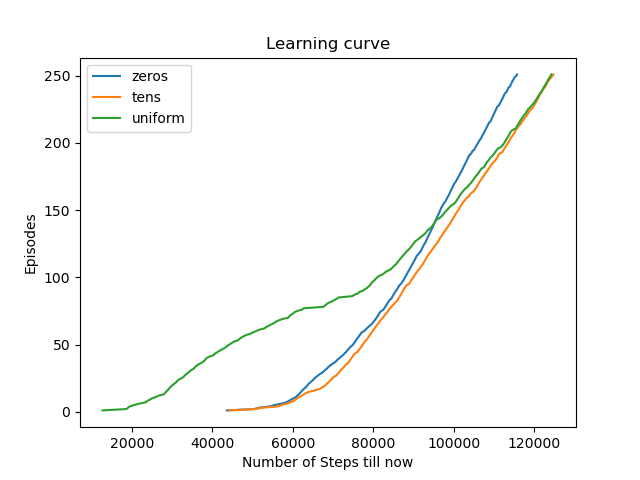 Learning curve
zeros
tens
uniform
250
200
150
100
50
0
Episodes
20000 40000 60000 80000 100000 120000
Number of Steps till now